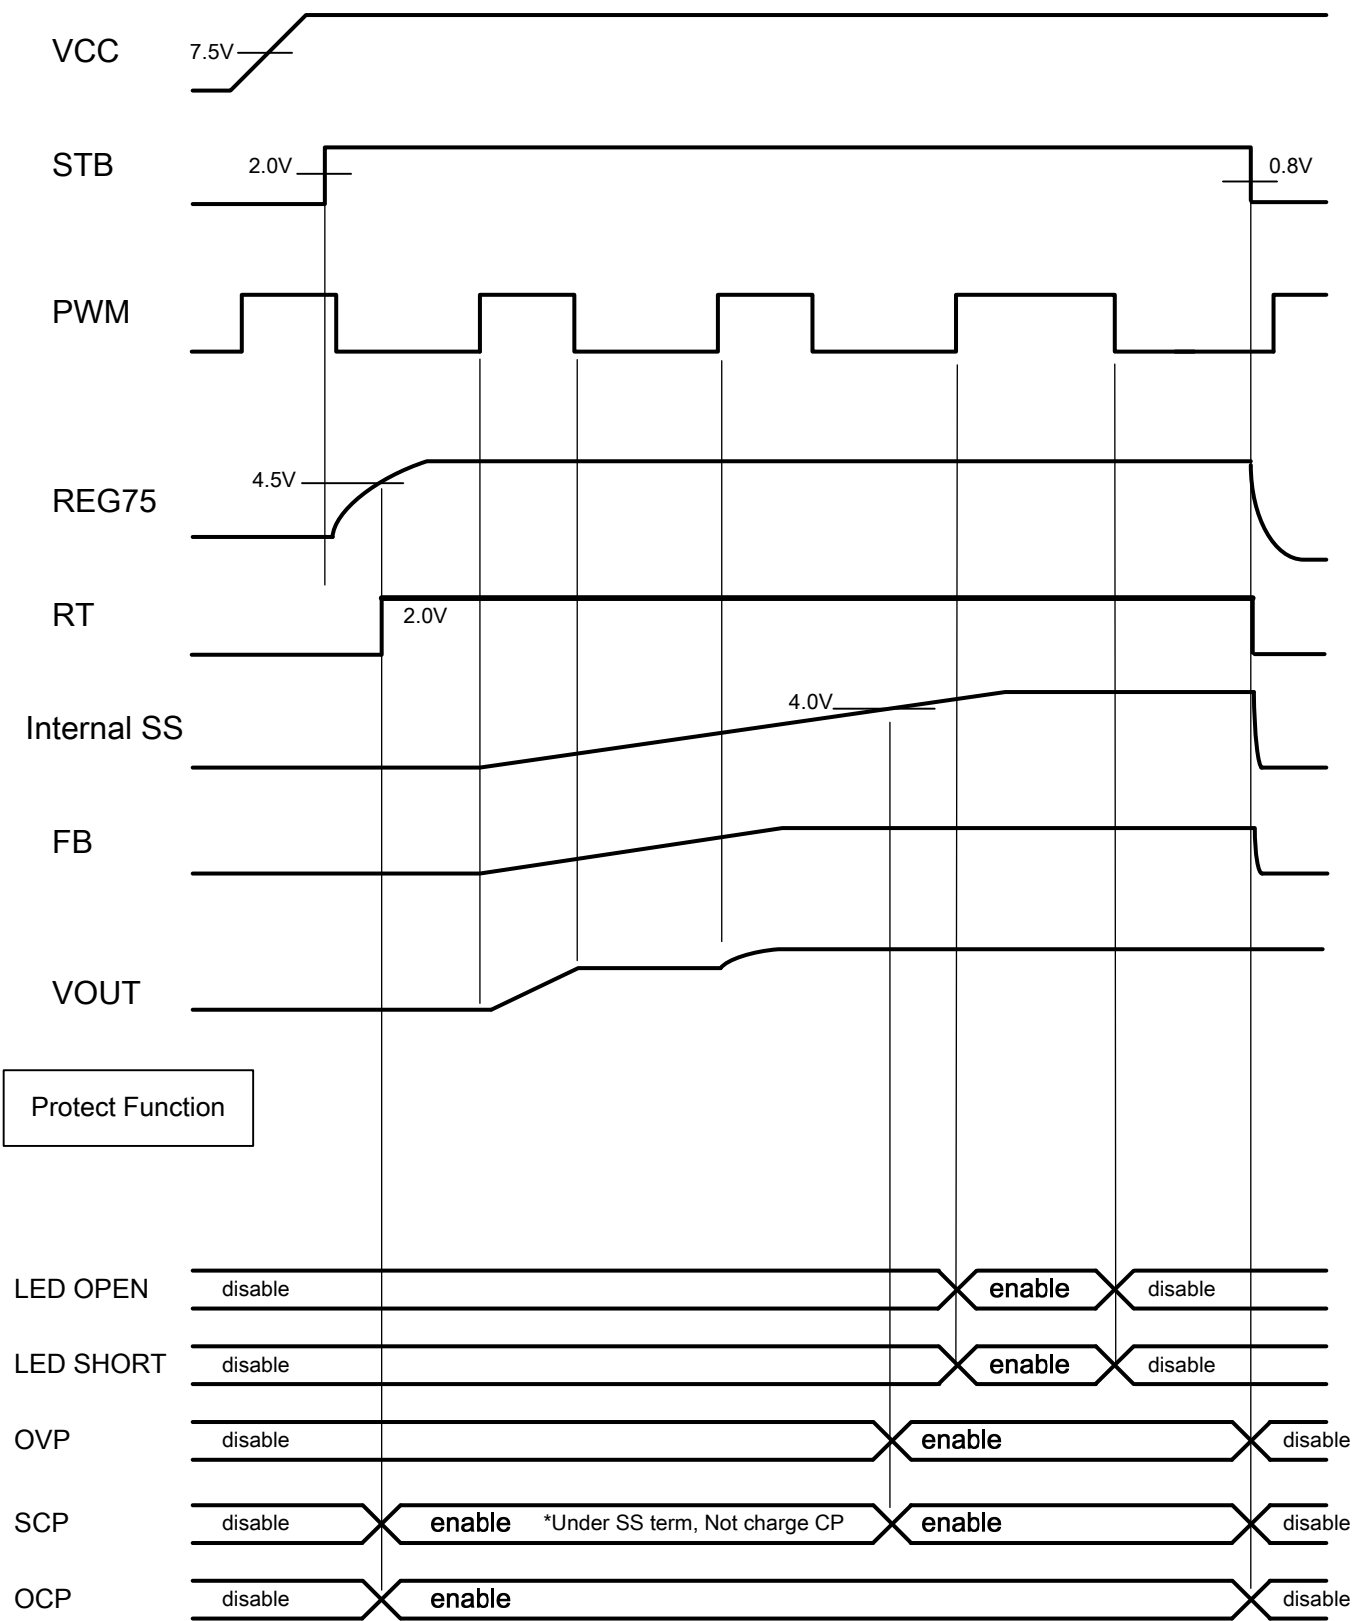 VCC
7.5V
STB
2.0V
0.8V
PWM
REG75
4.5V
RT
2.0V
Internal SS
4.0V
FB
VOUT
Protect Function
LED OPEN disable enable disable
LED SHORT disable enable disable
OVP disable enable disable
SCP disable enable *Under SS term, Not charge CP enable disable
OCP disable enable disable